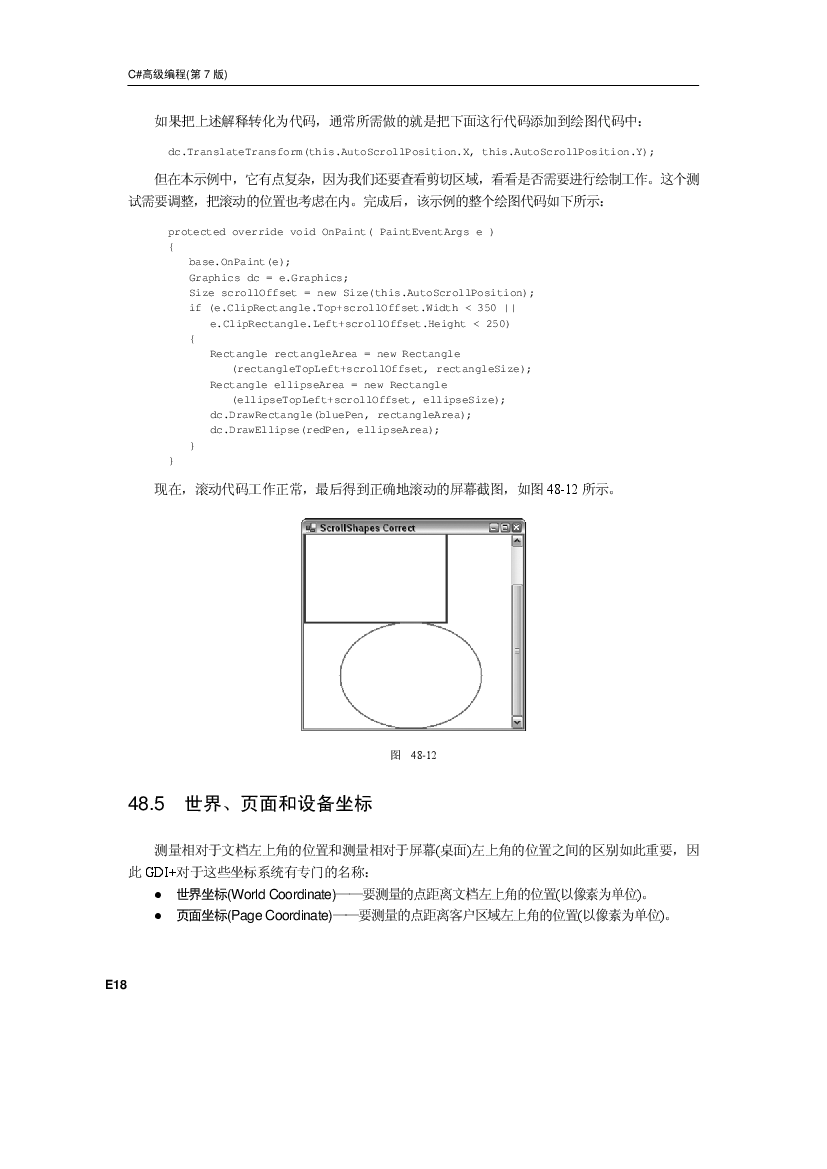 C#高级编程(第 7 版)
如果把上述解释转化为代码，通常所需做的就是把下面这行代码添加到绘图代码中：
dc.TranslateTransform(this.AutoScrollPosition.X, this.AutoScrollPosition.Y);
但在本示例中，它有点复杂，因为我们还要查看剪切区域，看看是否需要进行绘制工作。这个测
试需要调整，把滚动的位置也考虑在内。完成后，该示例的整个绘图代码如下所示：
protected override void OnPaint( PaintEventArgs e )
{
base.OnPaint(e);
Graphics dc = e.Graphics;
Size scrollOffset = new Size(this.AutoScrollPosition);
if (e.ClipRectangle.Top+scrollOffset.Width < 350 ||
e.ClipRectangle.Left+scrollOffset.Height < 250)
{
Rectangle rectangleArea = new Rectangle
(rectangleTopLeft+scrollOffset, rectangleSize);
Rectangle ellipseArea = new Rectangle
(ellipseTopLeft+scrollOffset, ellipseSize);
dc.DrawRectangle(bluePen, rectangleArea);
dc.DrawEllipse(redPen, ellipseArea);
}
}
现在，滚动代码工作正常，最后得到正确地滚动的屏幕截图，如图 48-12 所示。
ScrollShapes Correct
图 48-12
48.5 世界、页面和设备坐标
测量相对于文档左上角的位置和测量相对于屏幕(桌面)左上角的位置之间的区别如此重要，因
此 GDI+对于这些坐标系统有专门的名称：
● 世界坐标(World Coordinate)——要测量的点距离文档左上角的位置(以像素为单位)。
● 页面坐标(Page Coordinate)——要测量的点距离客户区域左上角的位置(以像素为单位)。
E18